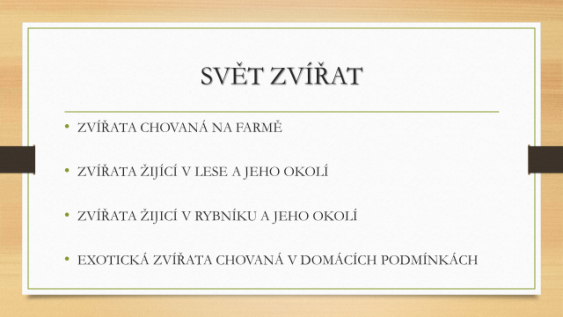 SVĚT ZVÍŘAT
• ZVÍŘATA CHOVANÁ NA FARMĚ
• ZVÍŘATA ŽIJÍCÍ V LESE A JEHO OKOLÍ
• ZVÍŘATA ŽIJICÍ V RYBNÍKU A JEHO OKOLÍ
• EXOTICKÁ ZVÍŘATA CHOVANÁ V DOMÁCÍCH PODMÍNKÁCH